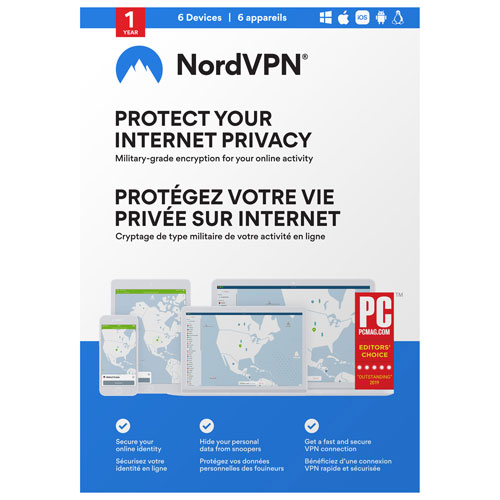 1
YEAR
6 Devices | 6 appareils
iOS
NordVPN®
PROTECT YOUR
INTERNET PRIVACY
Military-grade encryption for your online activity
PROTÉGEZ VOTRE VIE
PRIVÉE SUR INTERNET
Cryptage de type militaire de votre activité en ligne
PC™
PCMAG.COM
EDITORS'
CHOICE
"OUTSTANDING"
2019
Secure your
online identity
Sécurisez votre
identité en ligne
Hide your personal
data from snoopers
Protégez vos données
personnelles des fouineurs
Get a fast and secure
VPN connection
Bénéficiez d'une connexion
VPN rapide et sécurisée